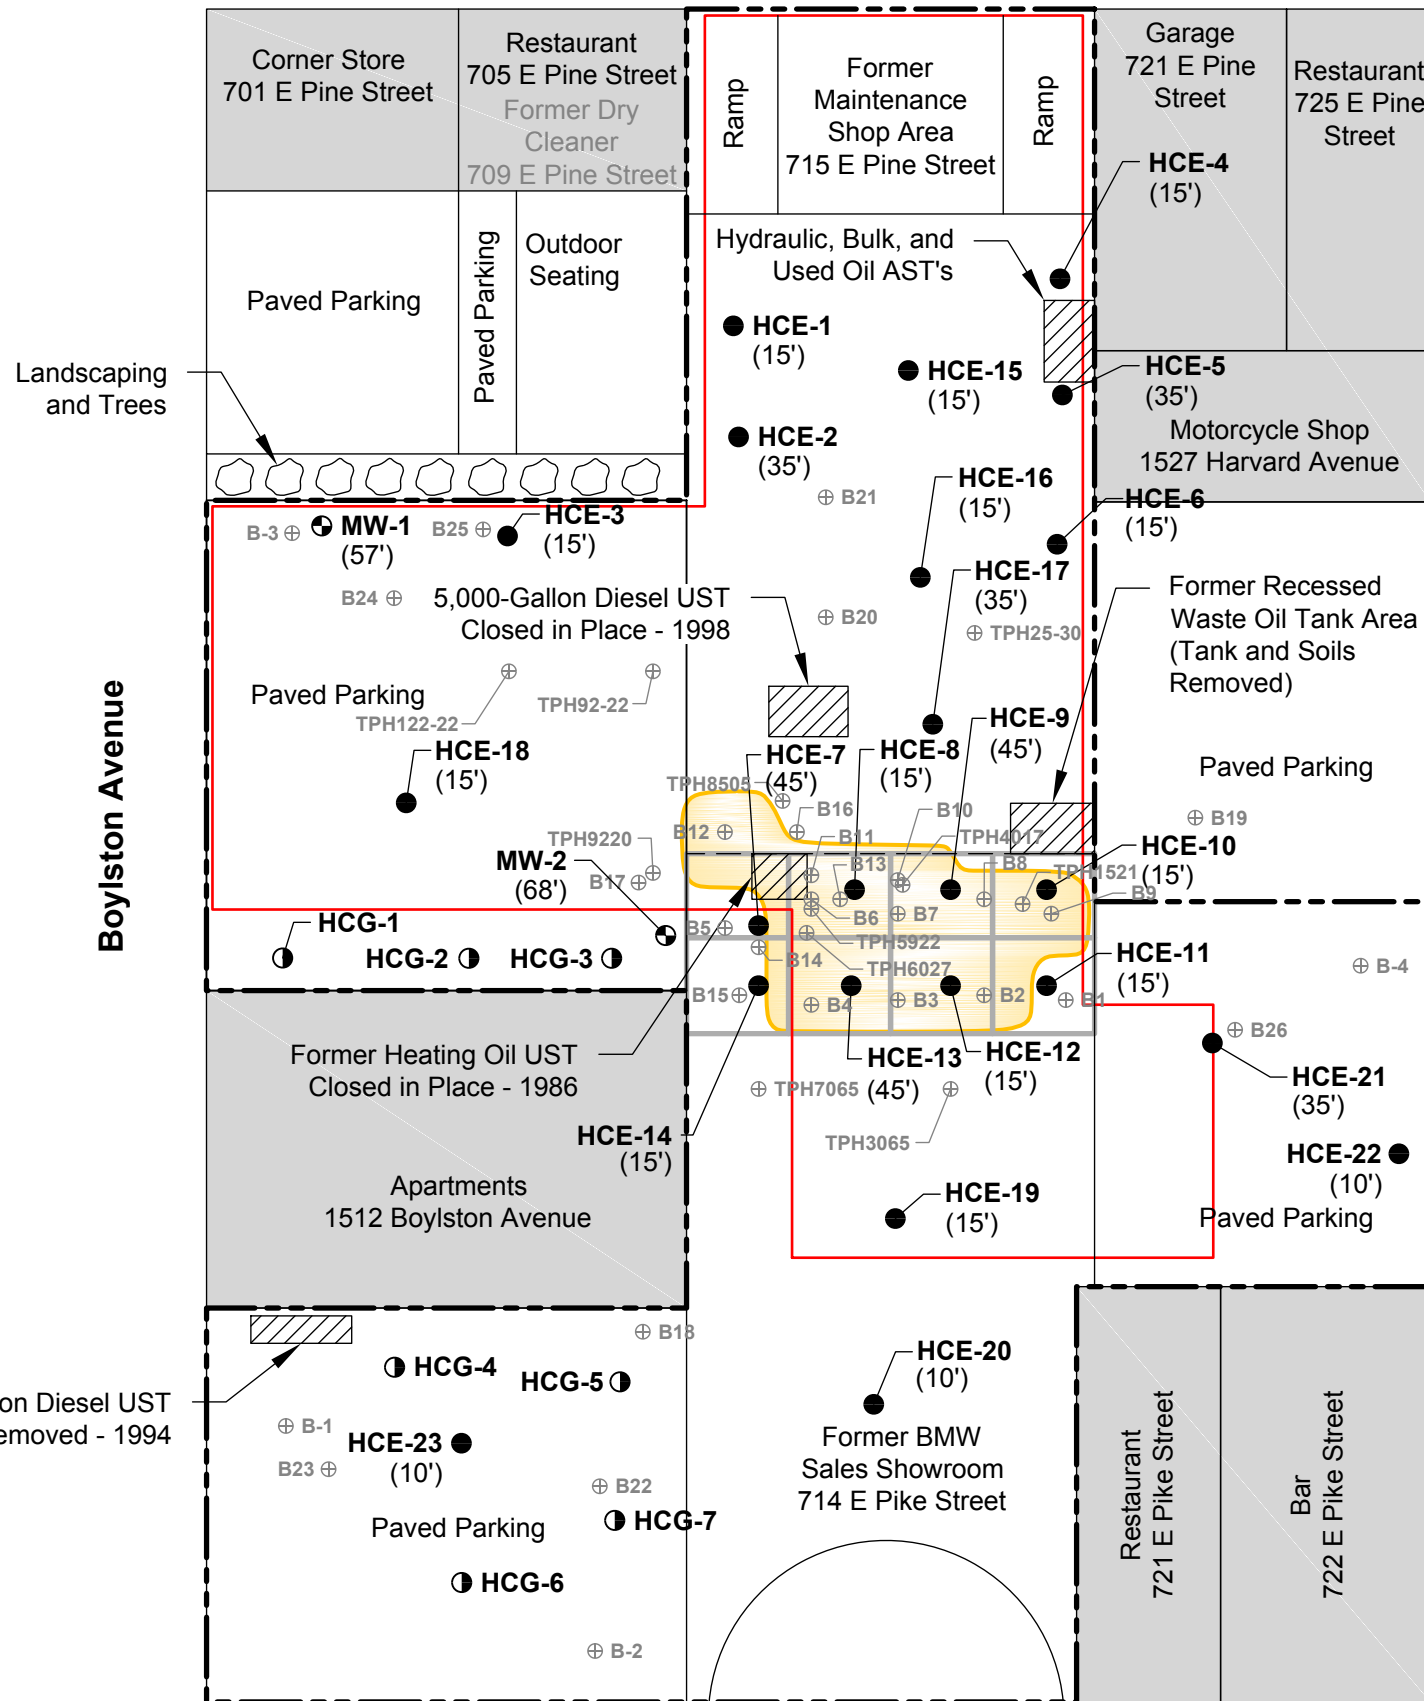 Corner Store
701 E Pine Street
Restaurant
705 E Pine Street
Former Dry
Cleaner
709 E Pine Street
Ramp
Former
Maintenance
Shop Area
715 E Pine Street
Ramp
Garage
721 E Pine
Street
Restaurant
725 E Pine
Street
HCE-4
(15')
Paved Parking
Paved Parking
Outdoor
Seating
Hydraulic, Bulk, and
Used Oil AST's
HCE-1
(15')
HCE-15
(15')
HCE-5
(35')
Landscaping
and Trees
HCE-2
(35')
Motorcycle Shop
1527 Harvard Avenue
HCE-16
(15')
B21
HCE-6
(15')
B-3
MW-1
(57')
B25
HCE-3
(15')
HCE-17
(35')
B24
5,000-Gallon Diesel UST
Closed in Place - 1998
B20
TPH25-30
Former Recessed
Waste Oil Tank Area
(Tank and Soils
Removed)
Boylston Avenue
Paved Parking
TPH122-22
TPH92-22
HCE-18
(15')
HCE-7
(45')
HCE-8
(15')
HCE-9
(45')
Paved Parking
TPH8505
B16
B10
B19
B12
B11
TPH4017
TPH9220
MW-2
(68')
B17
B13
B8
TPH1521
HCE-10
(15')
B9
B6
B7
HCG-1
HCG-2
HCG-3
B5
TPH5922
B14
TPH6027
HCE-11
(15')
B-4
B15
B4
B3
B2
B1
B26
Former Heating Oil UST
Closed in Place - 1986
HCE-13
(45')
HCE-12
(15')
HCE-21
(35')
TPH7065
HCE-14
(15')
TPH3065
HCE-22
(10')
Apartments
1512 Boylston Avenue
HCE-19
(15')
Paved Parking
B18
HCG-4
HCG-5
HCE-20
(10')
on Diesel UST
emoved - 1994
B-1
HCE-23
(10')
B23
B22
Former BMW
Sales Showroom
714 E Pike Street
Restaurant
721 E Pike Street
Bar
722 E Pike Street
Paved Parking
HCG-7
HCG-6
B-2